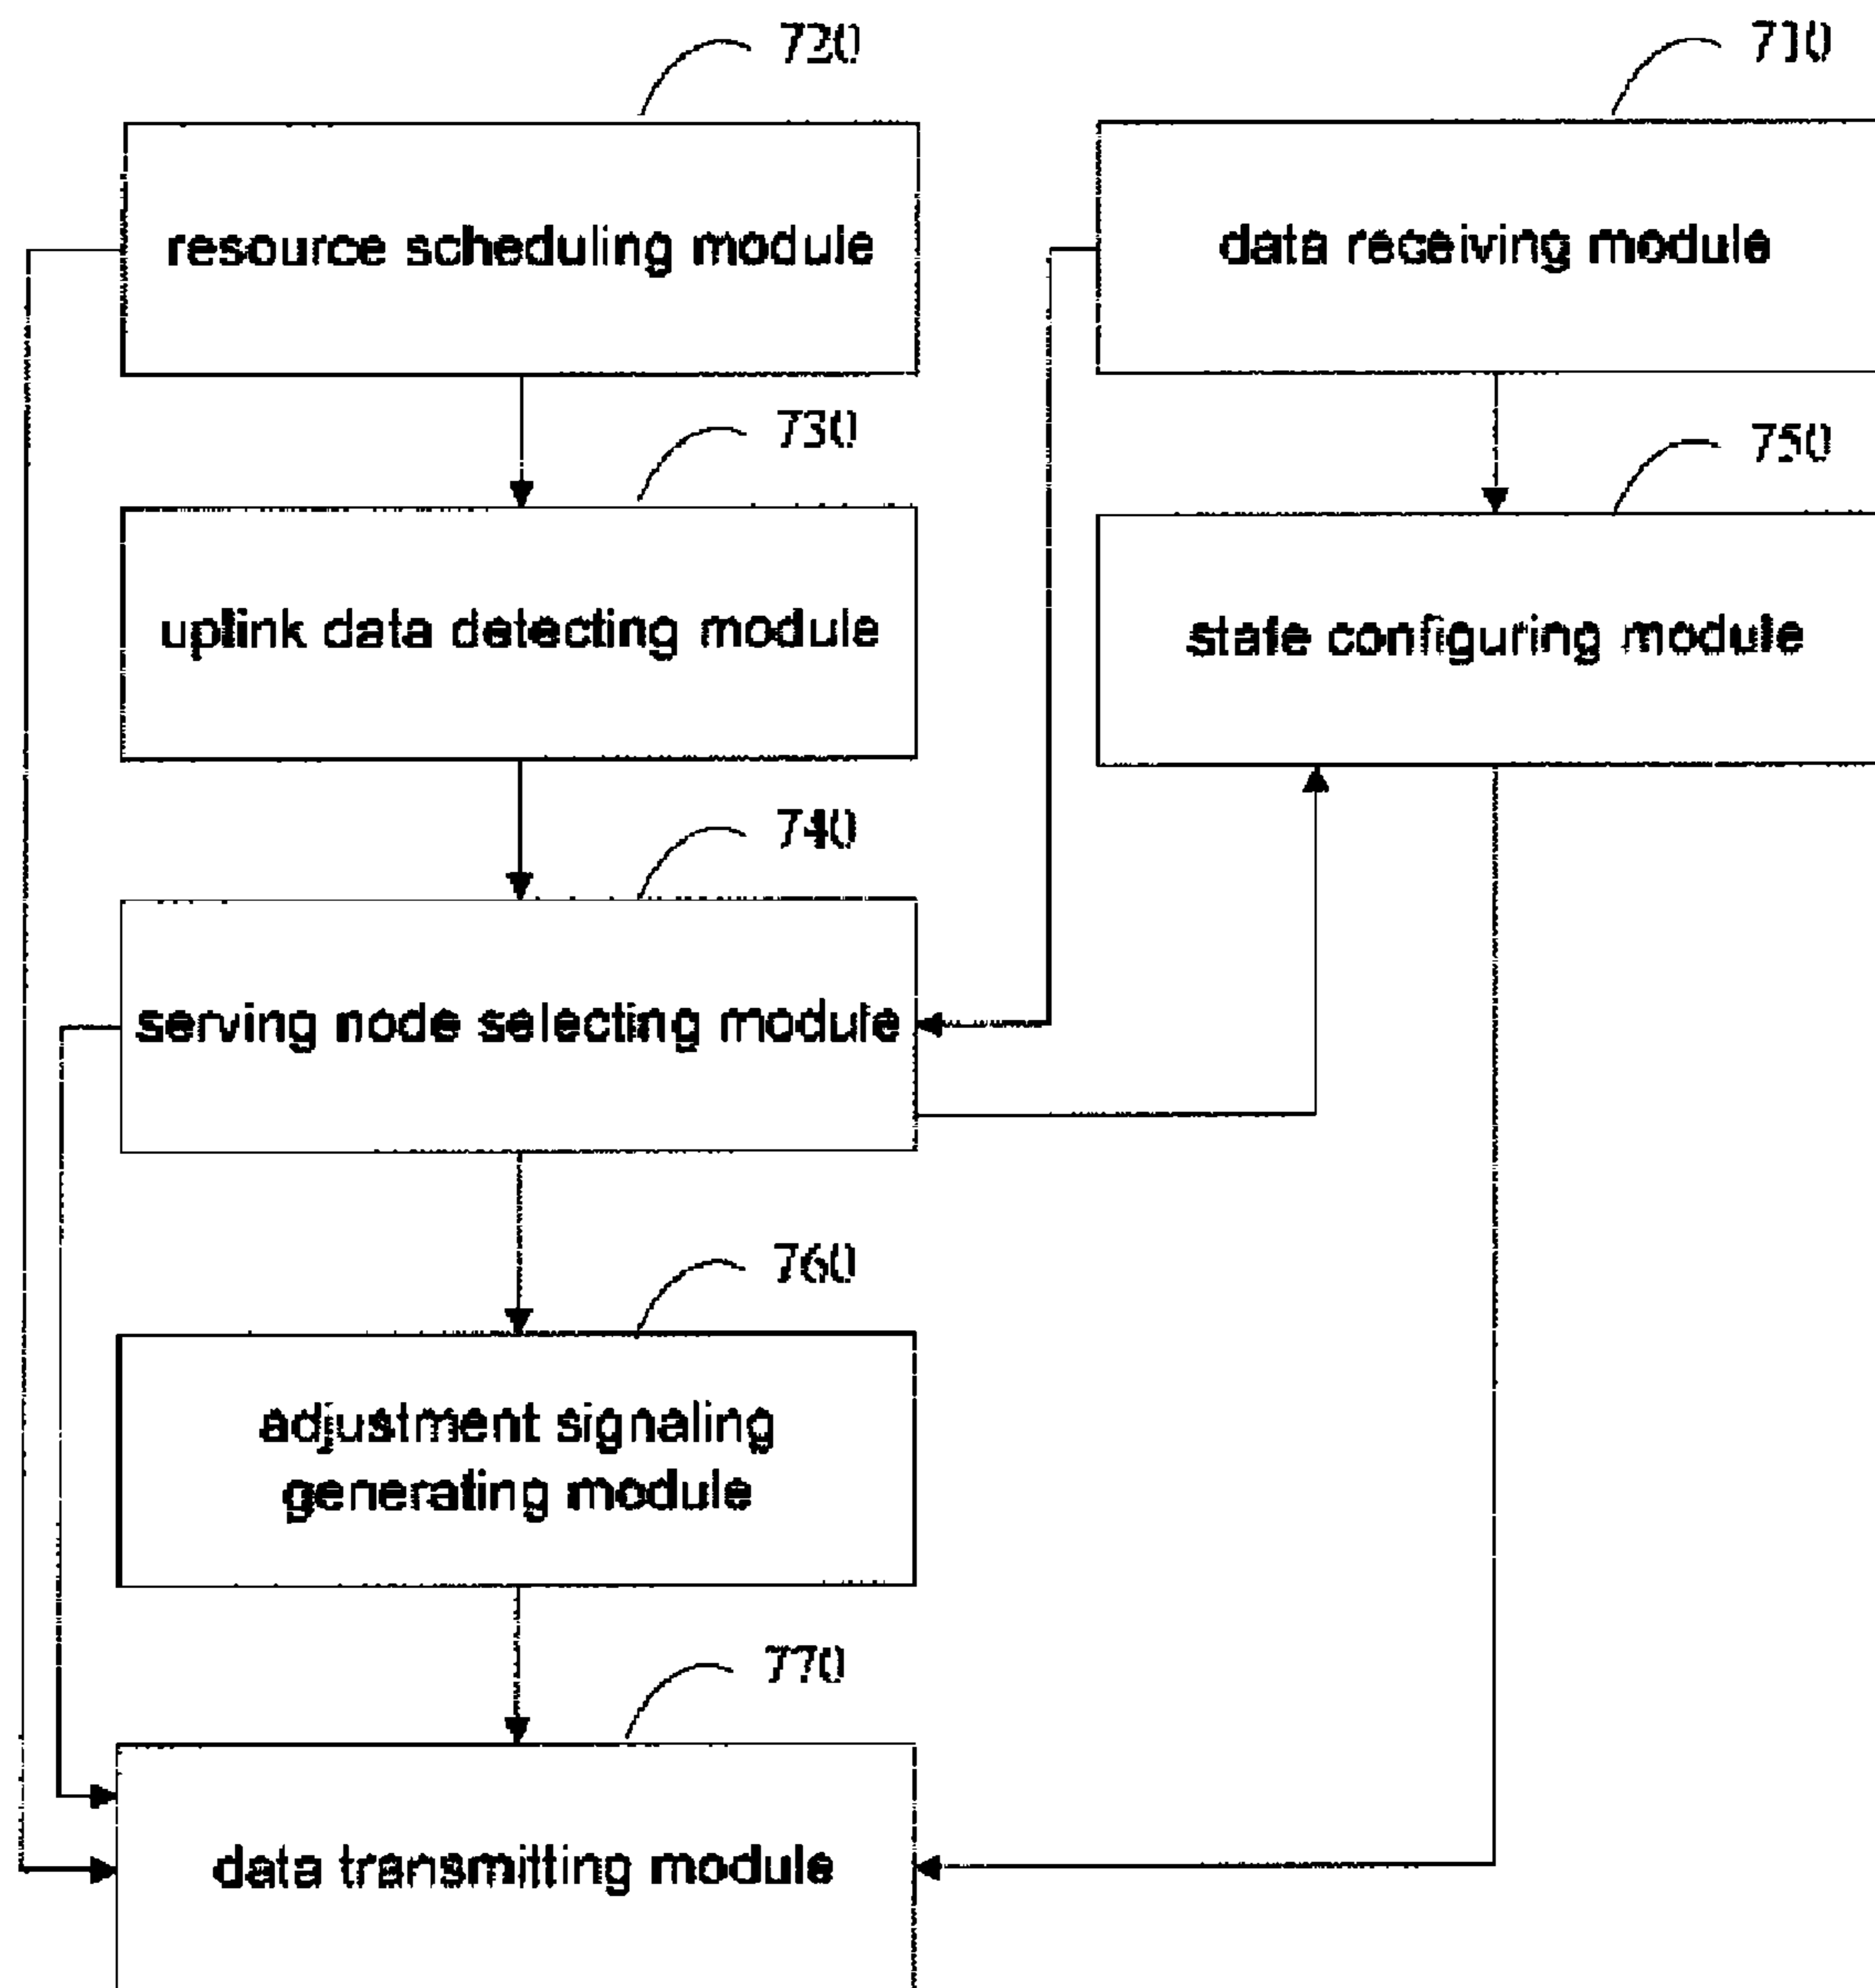 720
710
resource scheduling module
data receiving module
730
750
uplink data detecting module
state configuring module
740
serving node selecting module
760
adjustment signaling
generating module
770
data transmitting module